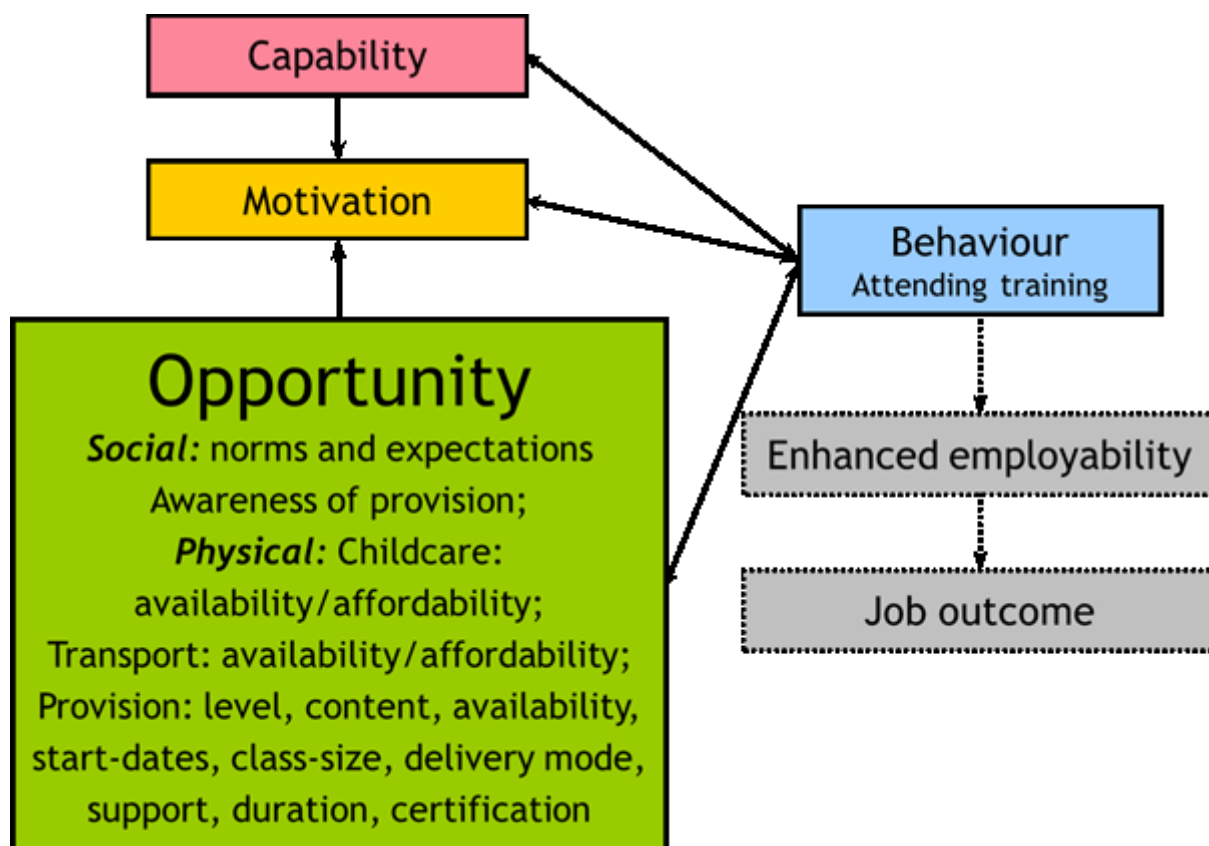 Capability
Motivation
Opportunity
Social: norms and expectations
Awareness of provision;
Physical: Childcare:
availability/affordability;
Transport: availability/affordability;
Provision: level, content, availability,
start-dates, class-size, delivery mode,
support, duration, certification
Behaviour
Attending training
Enhanced employability
Job outcome